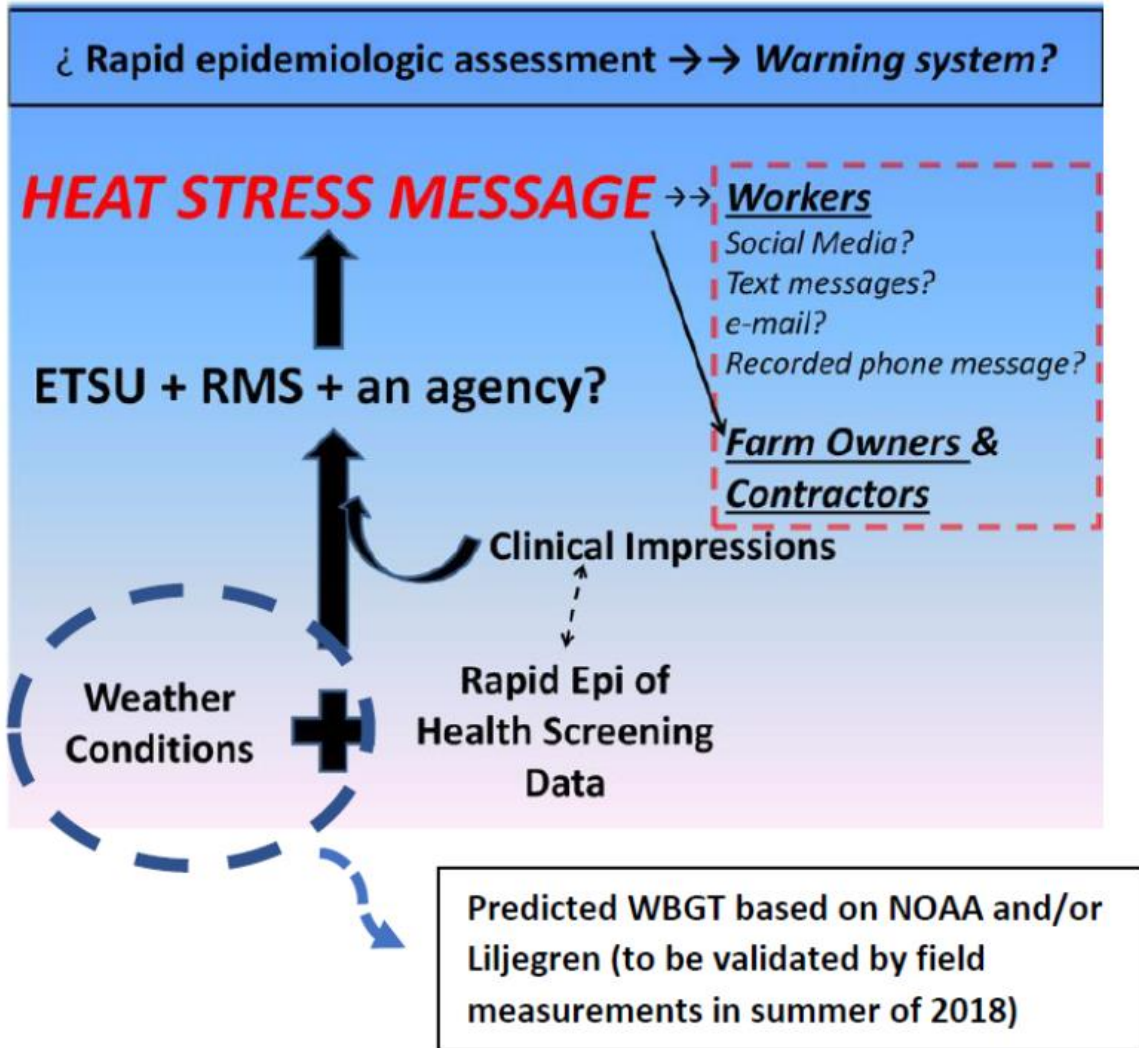 ¿ Rapid epidemiologic assessment →→ Warning system?
HEAT STRESS MESSAGE →→ Workers
Social Media?
Text messages?
e-mail?
Recorded phone message?
ETSU + RMS + an agency?
Farm Owners &
Contractors
Clinical Impressions
Weather
Conditions
Rapid Epi of
Health Screening
Data
Predicted WBGT based on NOAA and/or
Liljegren (to be validated by field
measurements in summer of 2018)